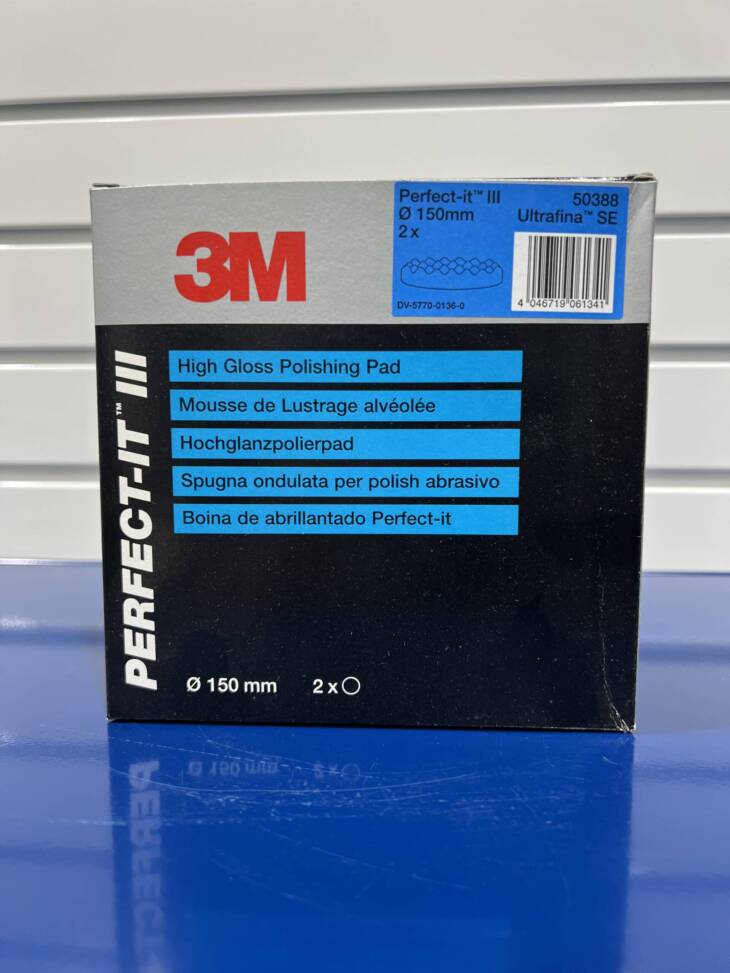 3M
Perfect-it™ III
Ø 150mm
2 x
50388
Ultrafina™ SE
DV-5770-0136-0
4 046719 061341
PERFECT-IT™ III
High Gloss Polishing Pad
Mousse de Lustrage alvéolée
Hochglanzpolierpad
Spugna ondulata per polish abrasivo
Boina de abrillantado Perfect-it
Ø 150 mm 2 x